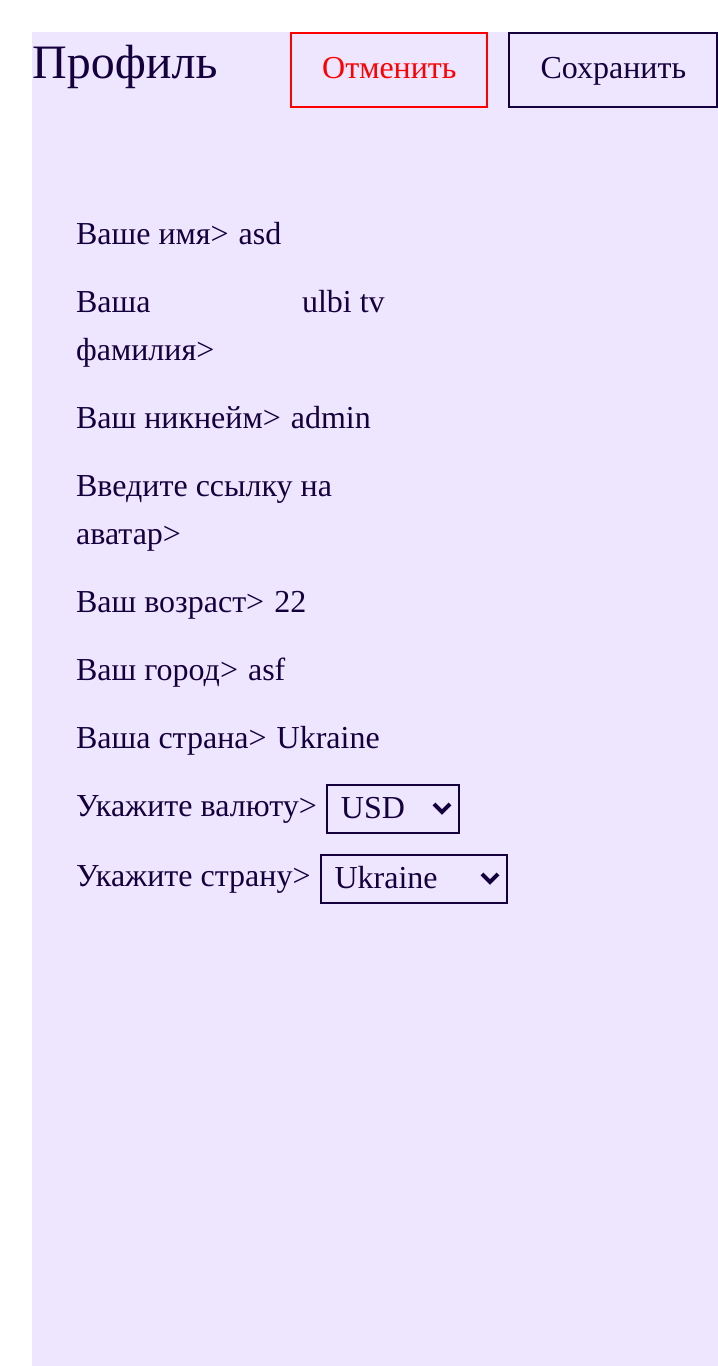 Профиль Отменить Сохранить
Ваше имя> asd
Ваша ulbi tv
фамилия>
Ваш никнейм> admin
Введите ссылку на
аватар>
Ваш возраст> 22
Ваш город> asf
Ваша страна> Ukraine
Укажите валюту> USD
Укажите страну> Ukraine